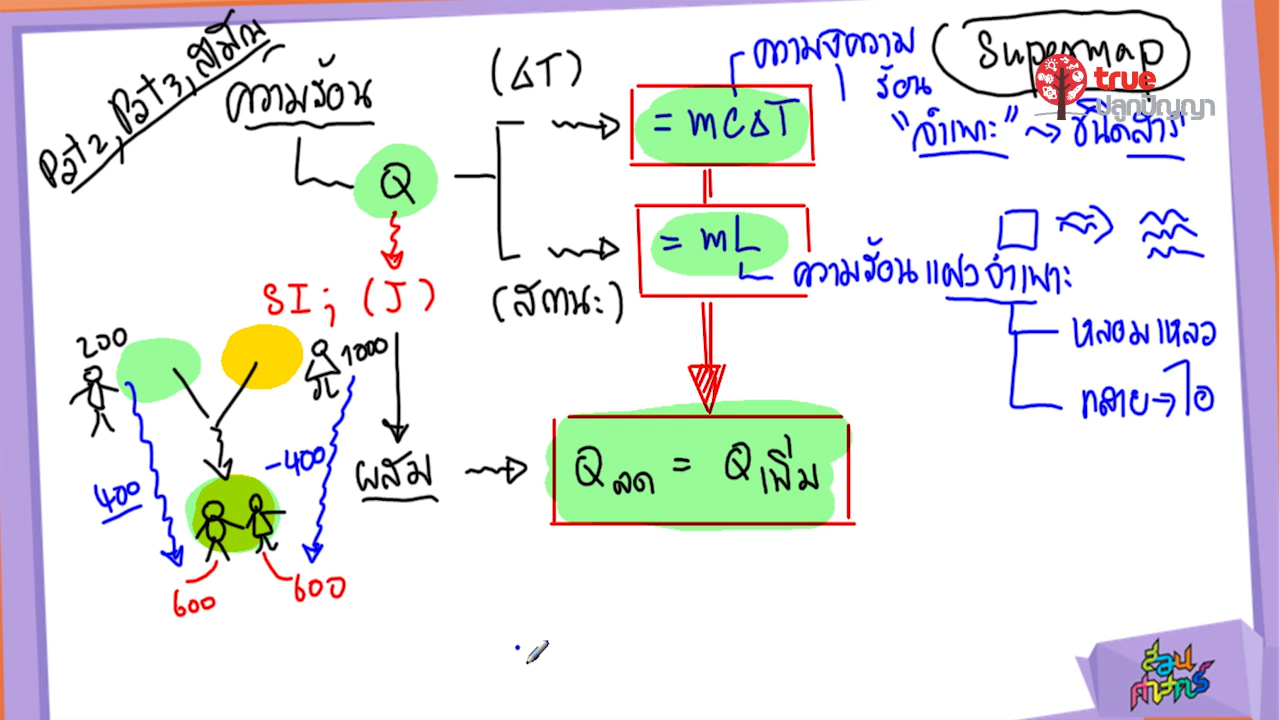 Pat2, Pat3, สามัญ
ความร้อน
Q
SI; (J)
(ΔT)
(สถานะ)
= mcΔT
= mL
ความจุความ
ร้อน
"จำเพาะ" → ชนิดสาร
Supermap
true
ปลูกปัญญา
ความร้อนแฝงจำเพาะ
หลอมเหลว
กลาย→ไอ
200
1000
400
-400
600
600
ผสม
Qลด = Qเพิ่ม
สอน
ศาสตร์